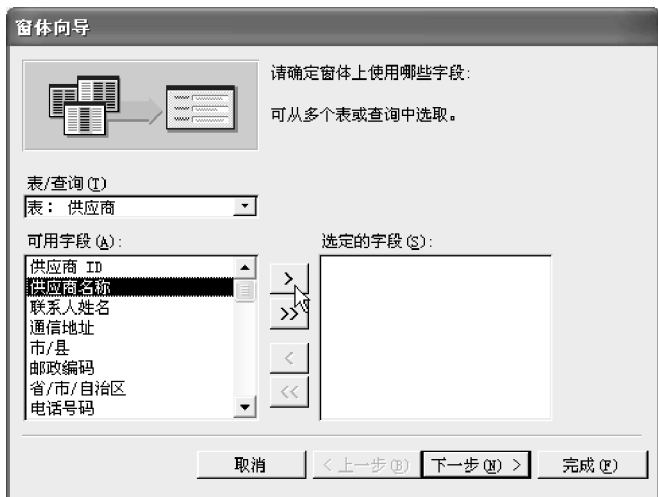 窗体向导
请确定窗体上使用哪些字段:
可从多个表或查询中选取。
表/查询(T)
表: 供应商
可用字段(A):
选定的字段(S):
供应商 ID
供应商名称
联系人姓名
通信地址
市/县
邮政编码
省/市/自治区
电话号码
>
>>
<
<<
取消
< 上一步(B)
下一步(N) >
完成(F)